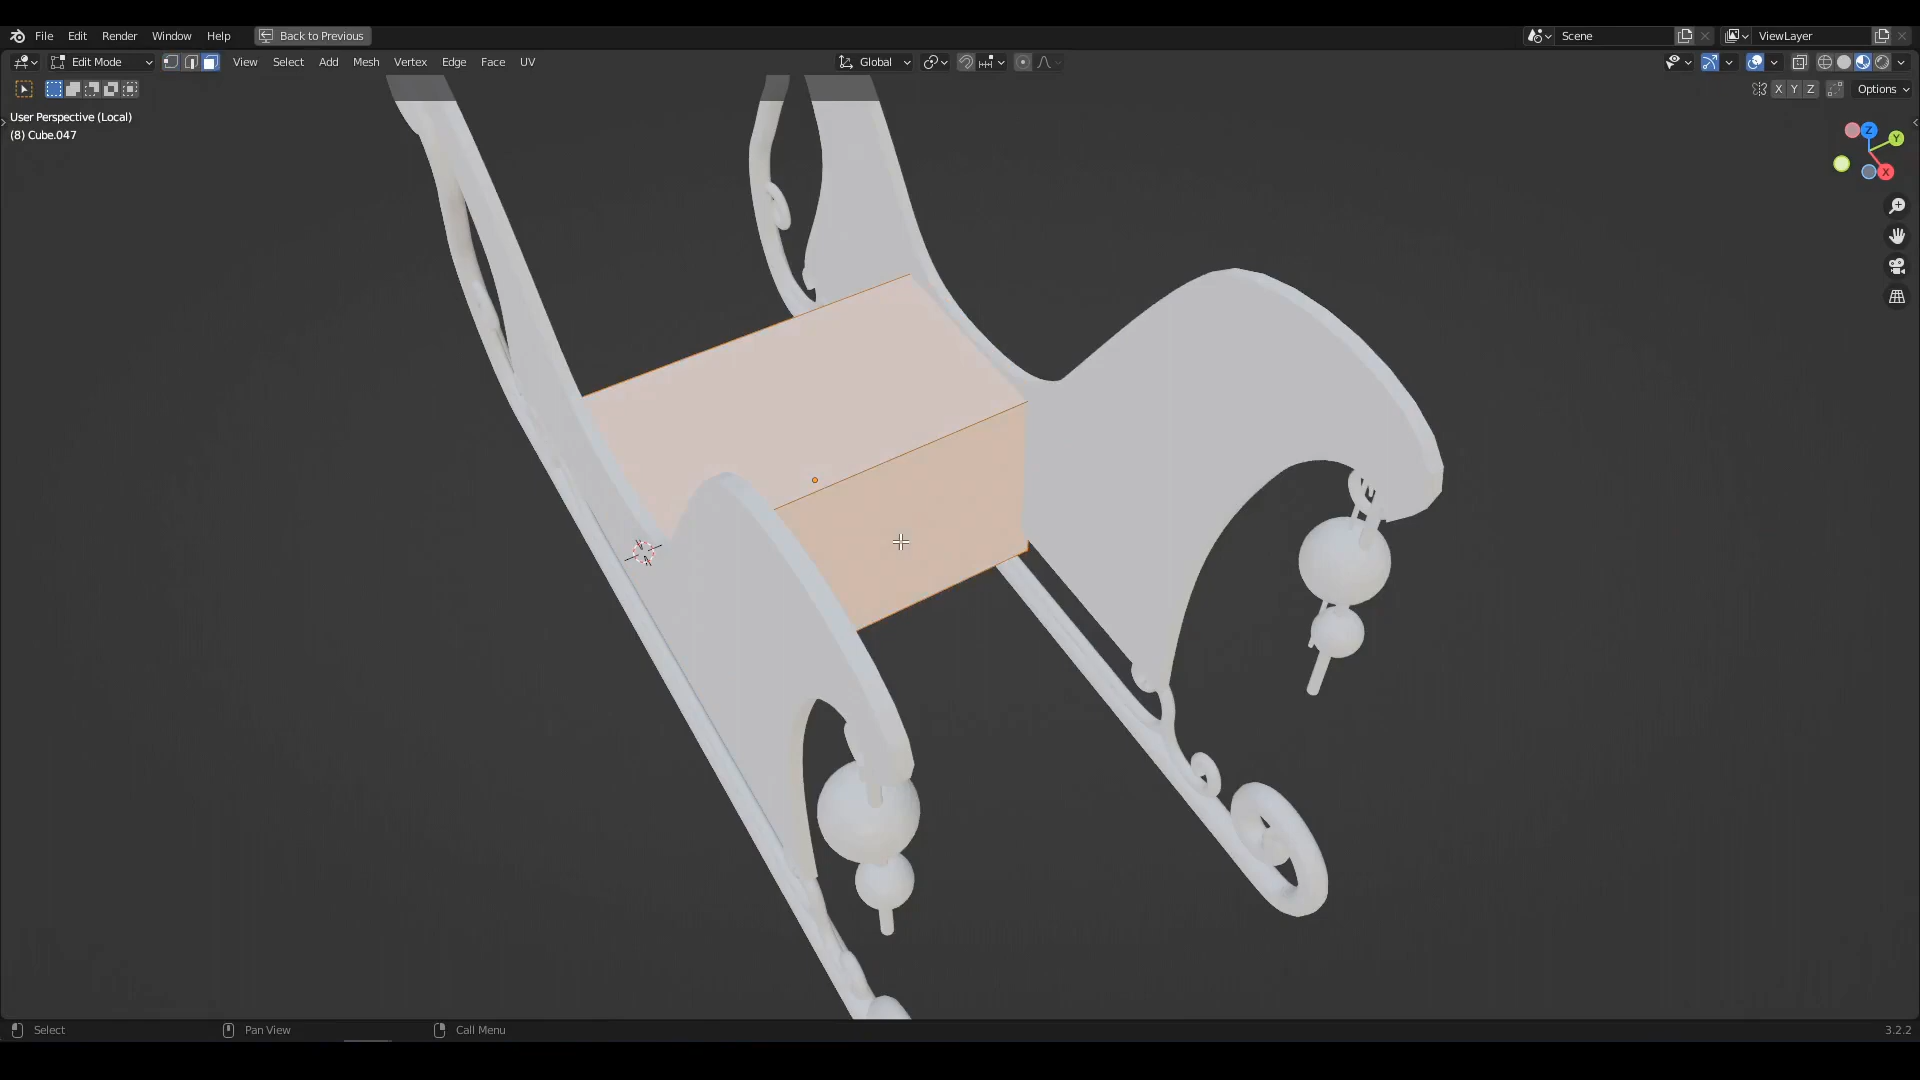 File Edit Render Window Help Back to Previous Scene ViewLayer
Edit Mode View Select Add Mesh Vertex Edge Face UV Global
X Y Z Options
User Perspective (Local)
(8) Cube.047
Z Y X
Select Pan View Call Menu 3.2.2